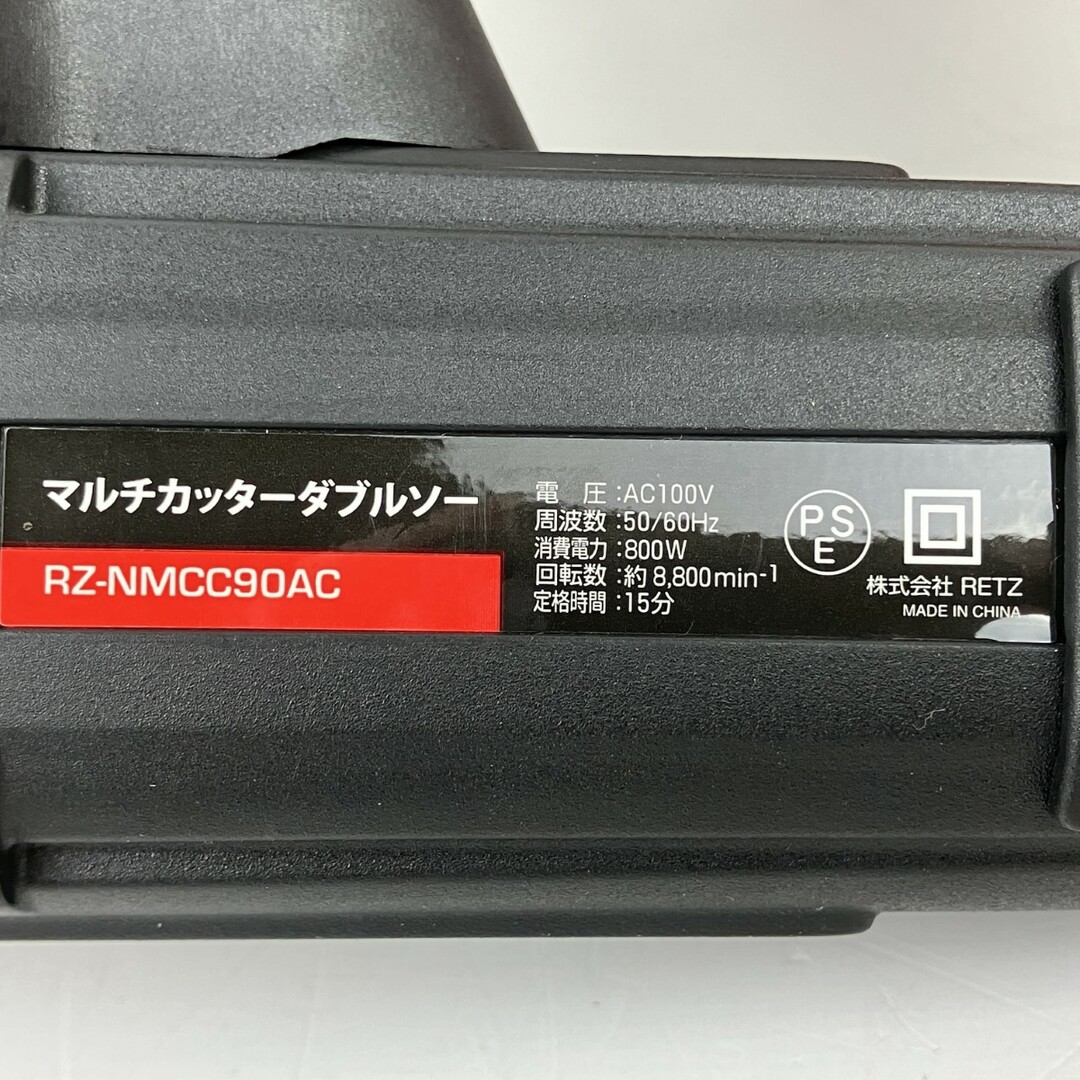 マルチカッターダブルソー
RZ-NMCC90AC
電　圧:AC100V
周波数:50/60Hz
消費電力:800W
回転数:約8,800min-1
定格時間:15分
PS
E
株式会社 RETZ
MADE IN CHINA